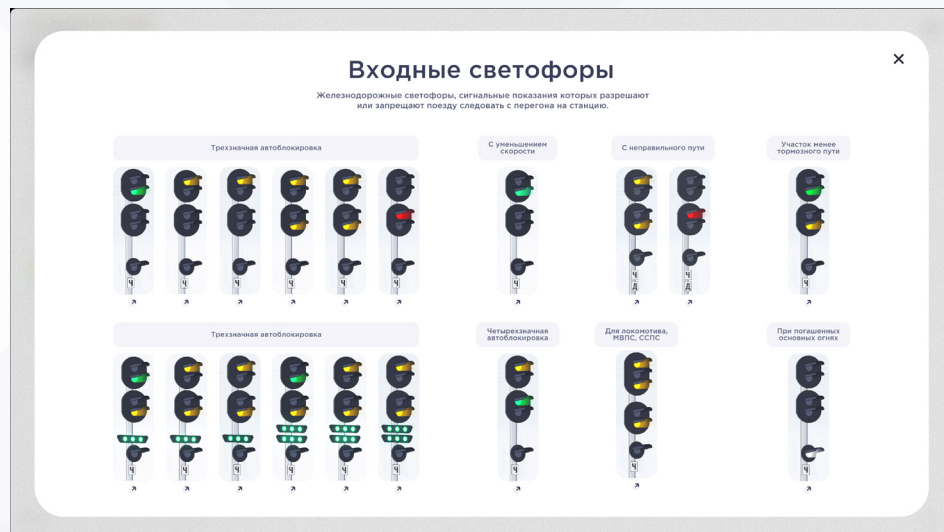 Входные светофоры
Железнодорожные светофоры, сигнальные показания которых разрешают
или запрещают поезду следовать с перегона на станцию.
Трехзначная автоблокировка
С уменьшением
скорости
С неправильного пути
Участок менее
тормозного пути
Ч
Ч
Ч
Ч
Ч
Ч
Ч
Ч
Д
Ч
Д
Ч
Трехзначная автоблокировка
Четырехзначная
автоблокировка
Для локомотива,
МВПС, ССПС
При погашенных
основных огнях
Ч
Ч
Ч
Ч
Ч
Ч
Ч
Ч
Ч